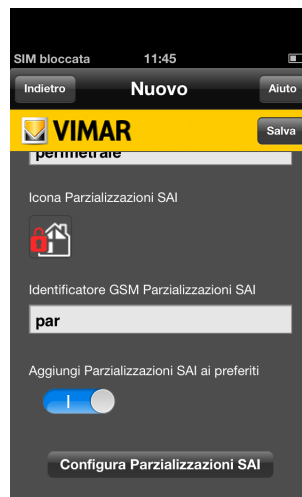 SIM bloccata 11:45
Indietro Nuovo Aiuto
VIMAR Salva
perimetrale
Icona Parzializzazioni SAI
Identificatore GSM Parzializzazioni SAI
par
Aggiungi Parzializzazioni SAI ai preferiti
Configura Parzializzazioni SAI